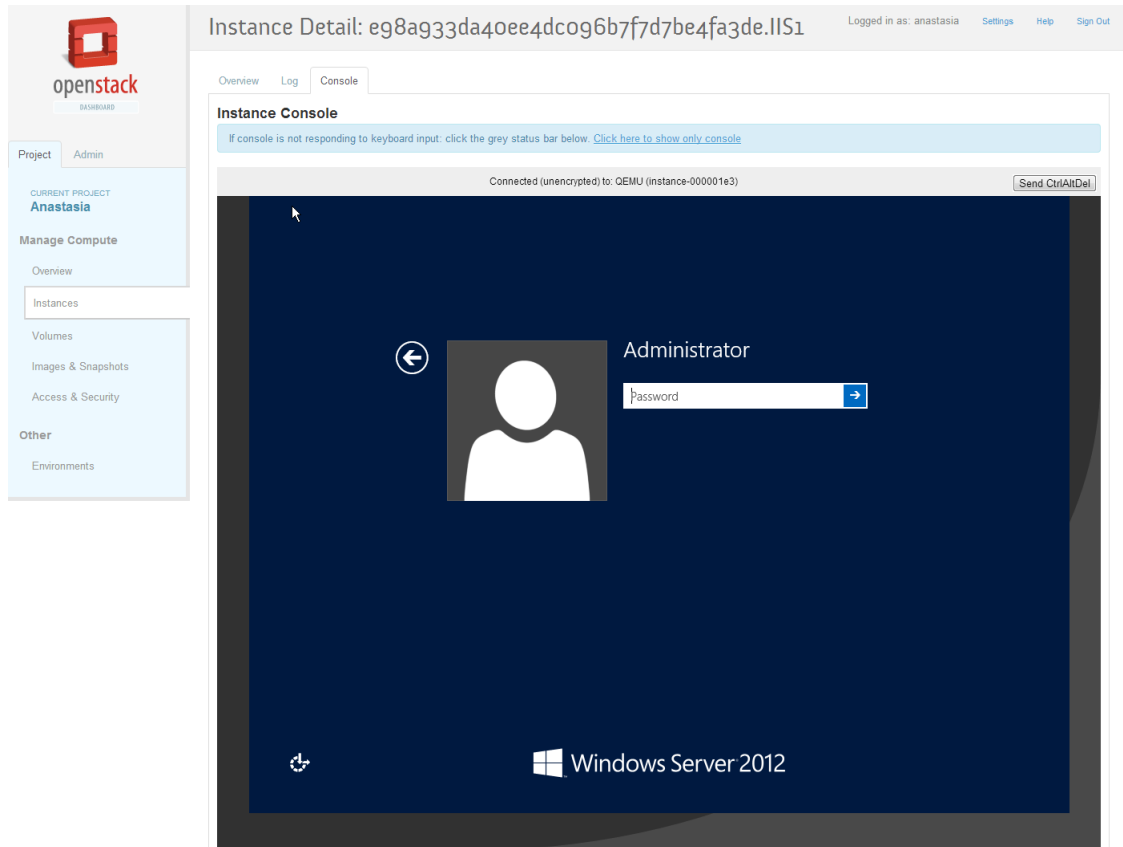 Instance Detail: e98a933da40ee4dc096b7f7d7be4fa3de.IIS1
Logged in as: anastasia Settings Help Sign Out
openstack
DASHBOARD
Project Admin
CURRENT PROJECT
Anastasia
Manage Compute
Overview
Instances
Volumes
Images & Snapshots
Access & Security
Other
Environments
Overview Log Console
Instance Console
If console is not responding to keyboard input: click the grey status bar below. Click here to show only console
Connected (unencrypted) to: QEMU (instance-000001e3)
Send CtrlAltDel
Administrator
Password
Windows Server 2012